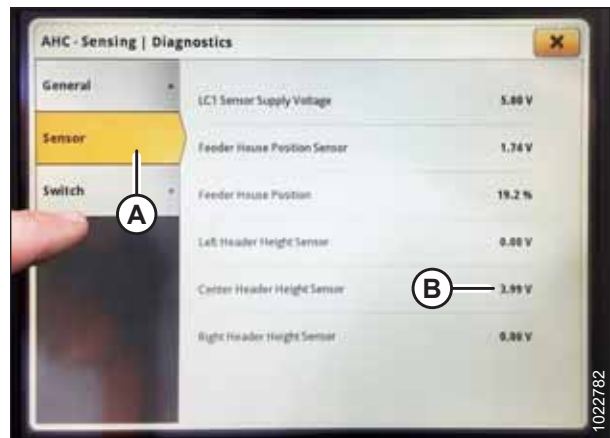 AHC - Sensing | Diagnostics
General
LC1 Sensor Supply Voltage 5.00 V
Sensor
Feeder House Position Sensor 1.74 V
Switch
Feeder House Position 19.2 %
A
Left Header Height Sensor 0.00 V
Center Header Height Sensor B 3.99 V
Right Header Height Sensor 0.00 V
1022782